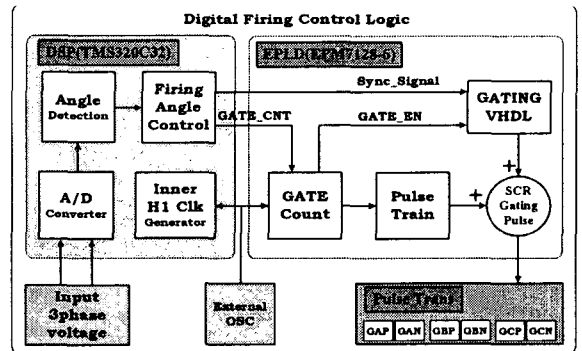 Digital Firing Control Logic
DSP(TMS320C32)
EPLD(EPM7128-6)
Sync_Signal
Angle
Detection
Firing
Angle
Control
GATING
VHDL
GATE_CNT
GATE_EN
+
A/D
Converter
Inner
H1 Clk
Generator
GATE
Count
Pulse
Train
+
SCR
Gating
Pulse
Input
3phase
voltage
External
OSC
Pulse Trans
GAP GAN GBP GBN GCP GCN